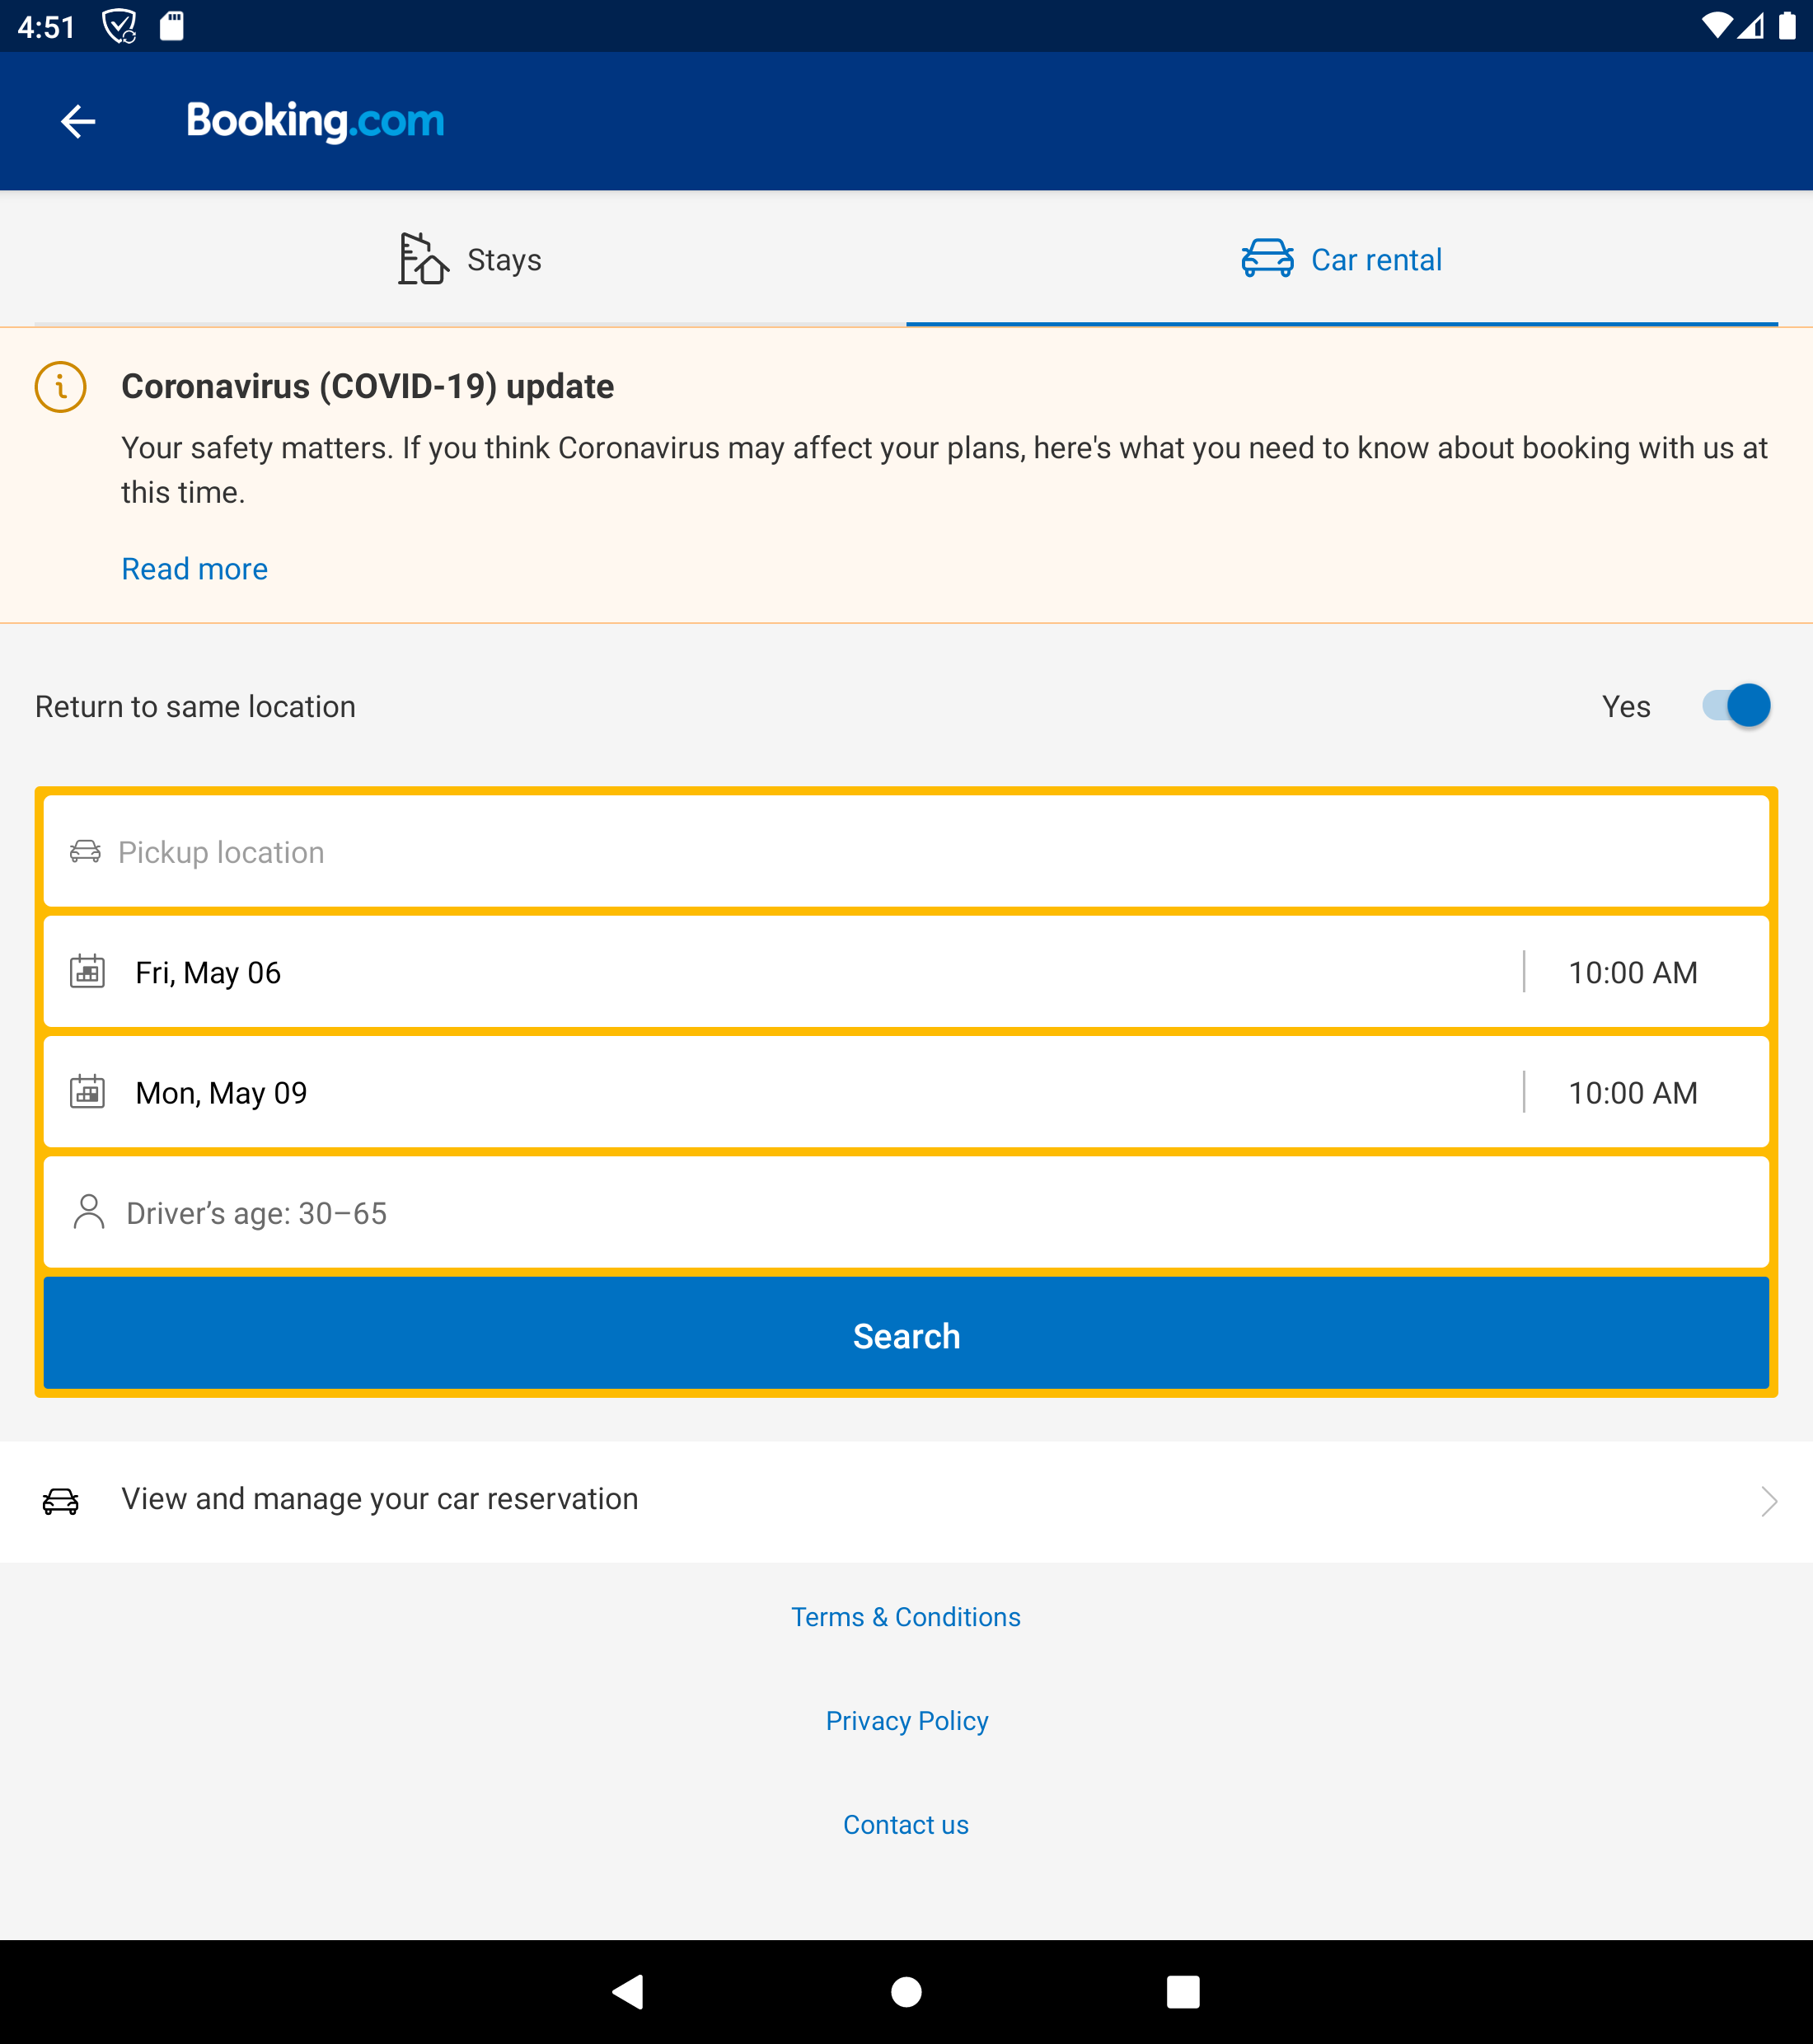 4:51
Booking.com
Stays
Car rental
Coronavirus (COVID-19) update
Your safety matters. If you think Coronavirus may affect your plans, here's what you need to know about booking with us at
this time.
Read more
Return to same location
Yes
Pickup location
Fri, May 06
10:00 AM
Mon, May 09
10:00 AM
Driver’s age: 30–65
Search
View and manage your car reservation
Terms & Conditions
Privacy Policy
Contact us